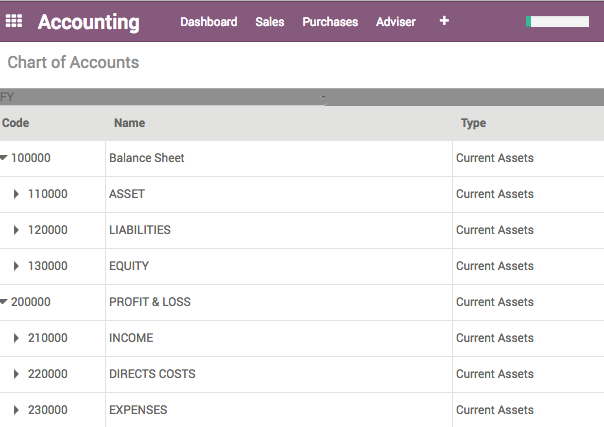 Accounting Dashboard Sales Purchases Adviser +
Chart of Accounts
FY -
Code Name Type
100000 Balance Sheet Current Assets
110000 ASSET Current Assets
120000 LIABILITIES Current Assets
130000 EQUITY Current Assets
200000 PROFIT & LOSS Current Assets
210000 INCOME Current Assets
220000 DIRECTS COSTS Current Assets
230000 EXPENSES Current Assets